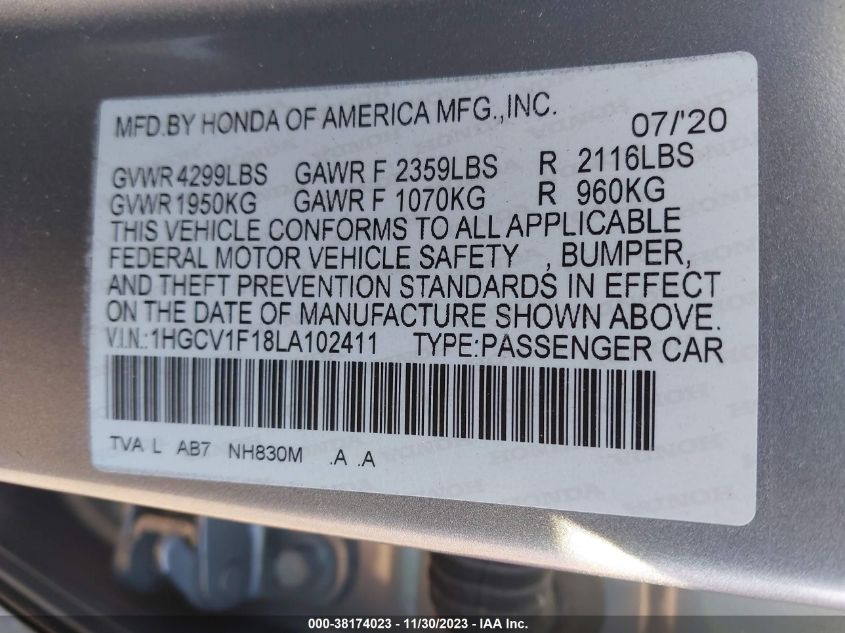 MFD.BY HONDA OF AMERICA MFG.,INC. 07/'20
GVWR 4299LBS GAWR F 2359LBS R 2116LBS
GVWR 1950KG GAWR F 1070KG R 960KG
THIS VEHICLE CONFORMS TO ALL APPLICABLE
FEDERAL MOTOR VEHICLE SAFETY , BUMPER,
AND THEFT PREVENTION STANDARDS IN EFFECT
ON THE DATE OF MANUFACTURE SHOWN ABOVE.
V.I.N.:1HGCV1F18LA102411 TYPE:PASSENGER CAR
TVA L AB7 NH830M .A .A
000-38174023 - 11/30/2023 - IAA Inc.